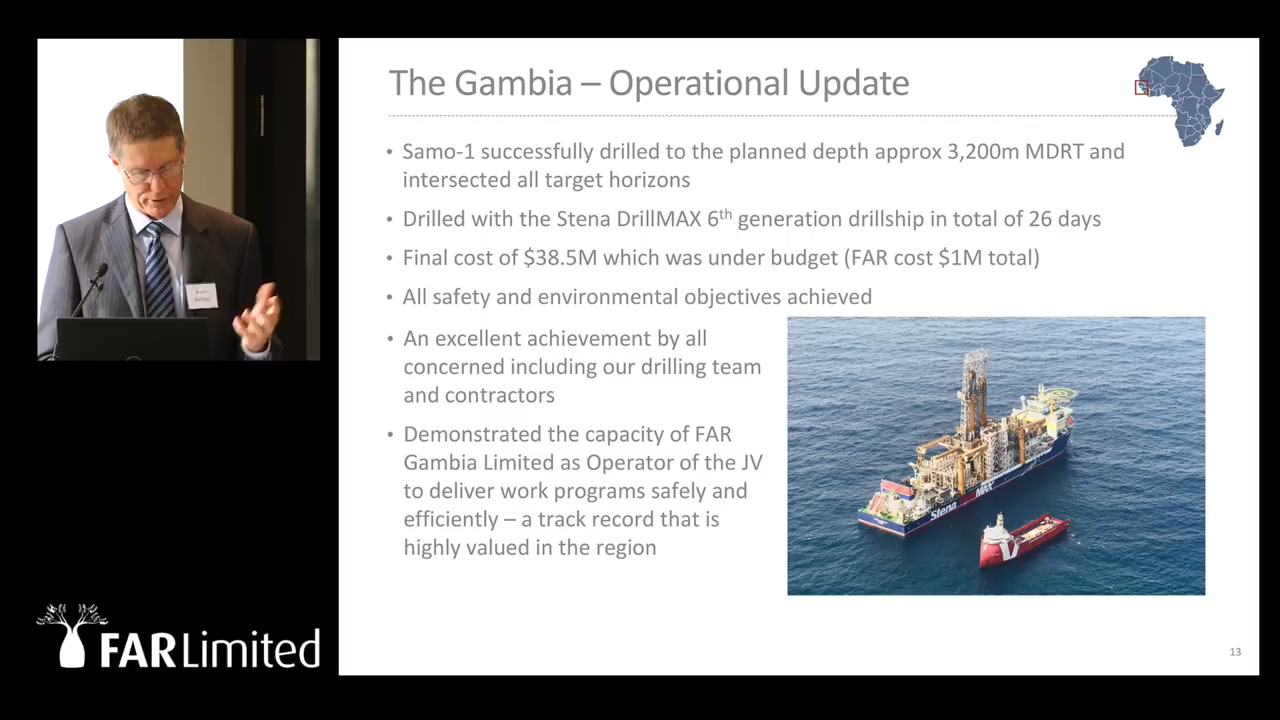 The Gambia – Operational Update
• Samo-1 successfully drilled to the planned depth approx 3,200m MDRT and
intersected all target horizons
• Drilled with the Stena DrillMAX 6th generation drillship in total of 26 days
• Final cost of $38.5M which was under budget (FAR cost $1M total)
• All safety and environmental objectives achieved
• An excellent achievement by all
concerned including our drilling team
and contractors
• Demonstrated the capacity of FAR
Gambia Limited as Operator of the JV
to deliver work programs safely and
efficiently – a track record that is
highly valued in the region
Stena MAX
FAR Limited
13